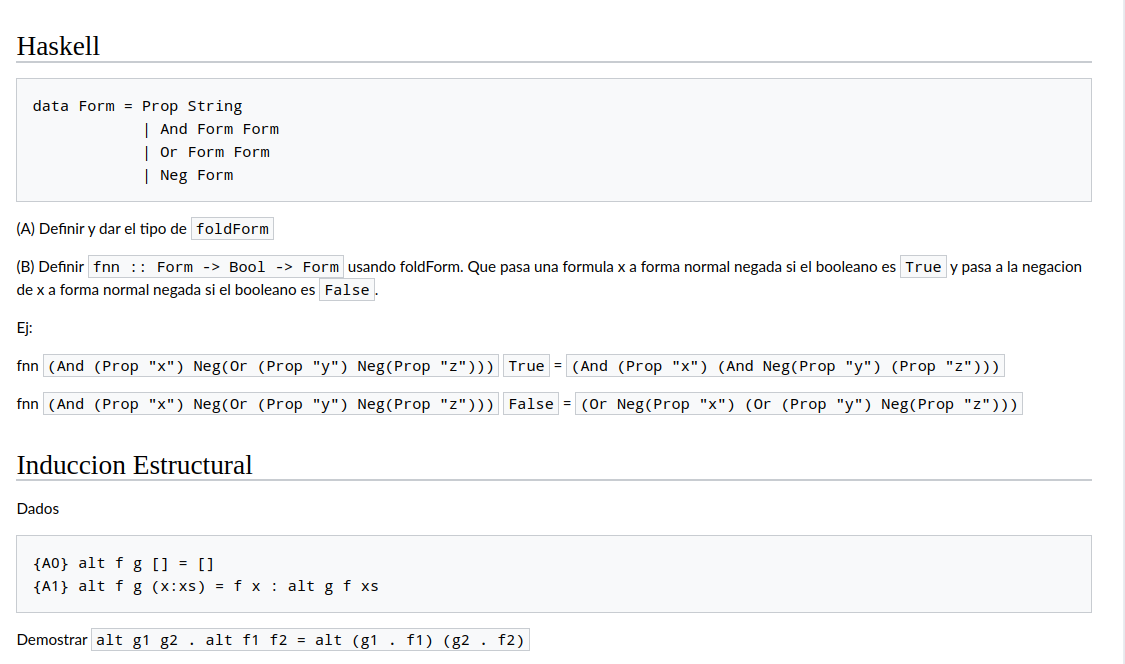 Haskell
data Form = Prop String
| And Form Form
| Or Form Form
| Neg Form
(A) Definir y dar el tipo de foldForm
(B) Definir fnn :: Form -> Bool -> Form usando foldForm. Que pasa una formula x a forma normal negada si el booleano es True y pasa a la negacion
de x a forma normal negada si el booleano es False.
Ej:
fnn (And (Prop "x") Neg(Or (Prop "y") Neg(Prop "z"))) True = (And (Prop "x") (And Neg(Prop "y") (Prop "z")))
fnn (And (Prop "x") Neg(Or (Prop "y") Neg(Prop "z"))) False = (Or Neg(Prop "x") (Or (Prop "y") Neg(Prop "z")))
Induccion Estructural
Dados
{A0} alt f g [] = []
{A1} alt f g (x:xs) = f x : alt g f xs
Demostrar alt g1 g2 . alt f1 f2 = alt (g1 . f1) (g2 . f2)